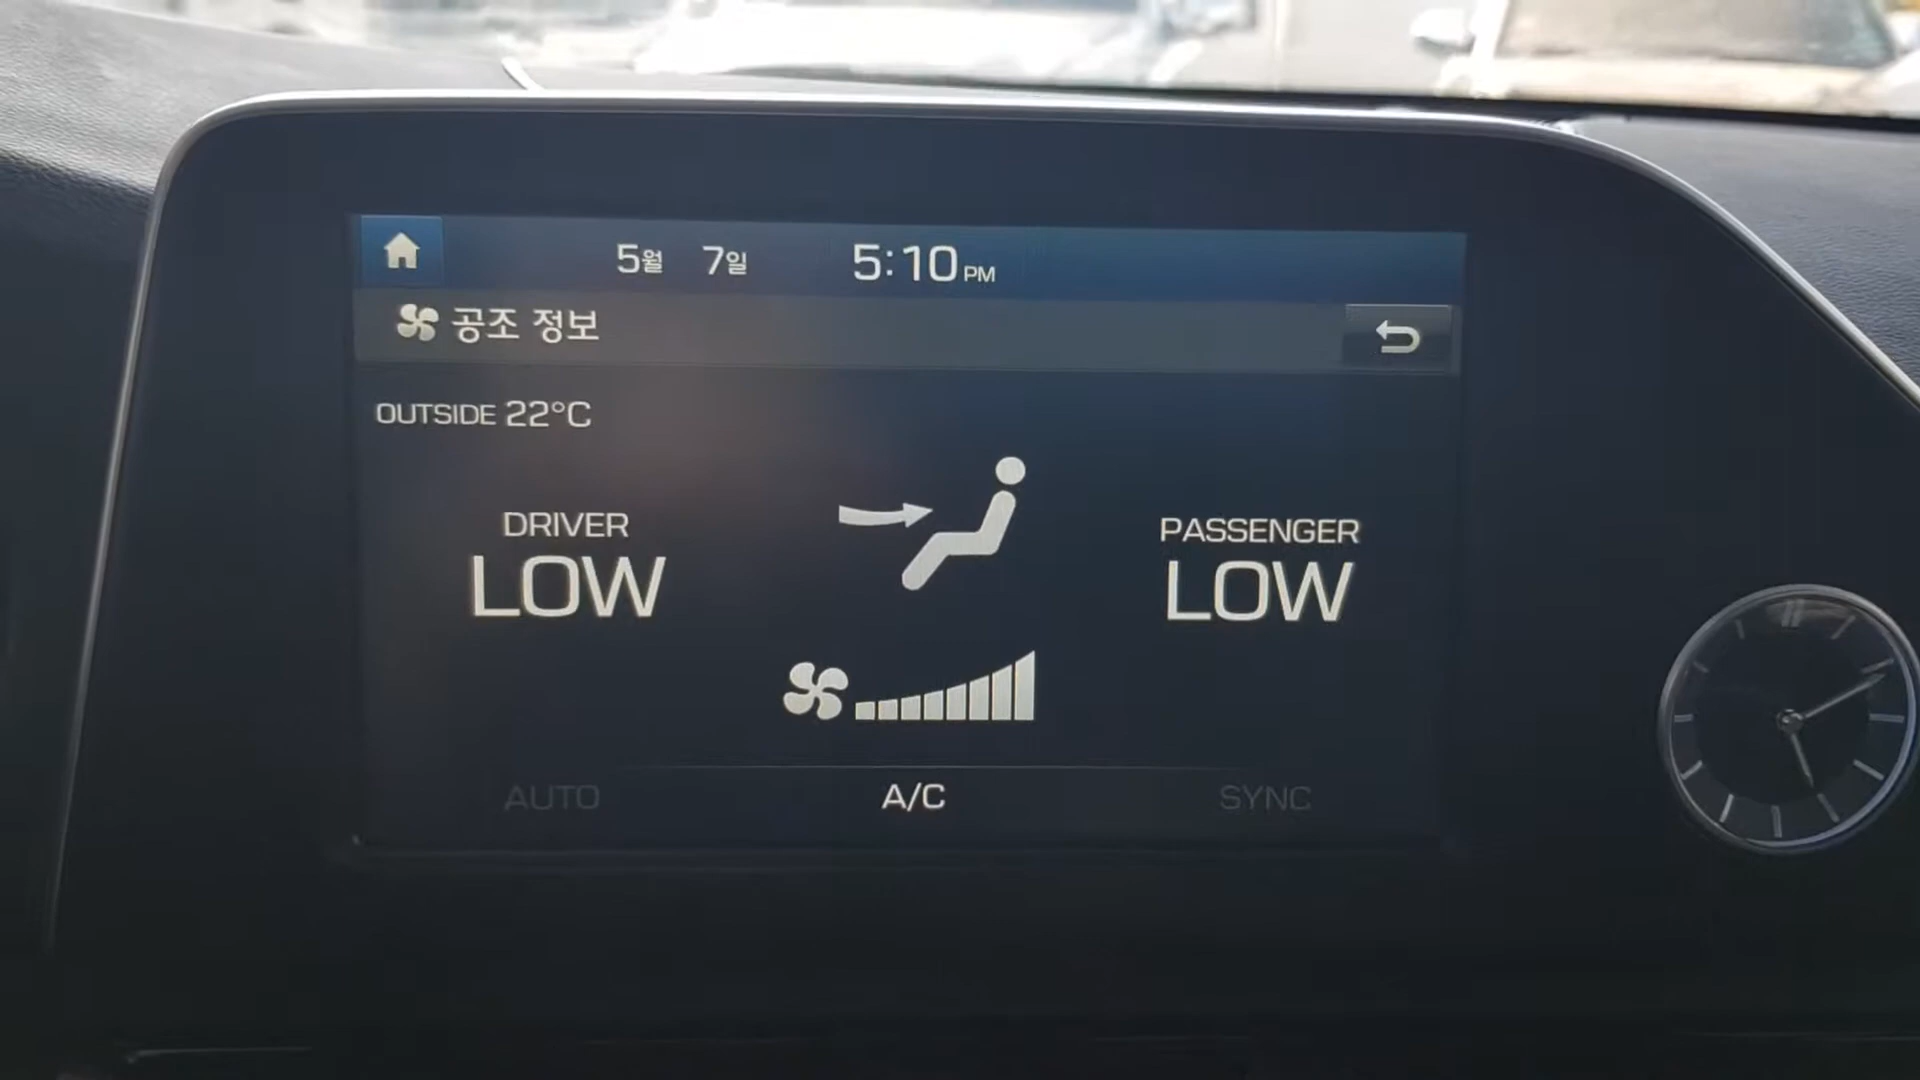 5월 7일 5:10 PM
공조 정보
OUTSIDE 22°C
DRIVER
LOW
PASSENGER
LOW
AUTO A/C SYNC